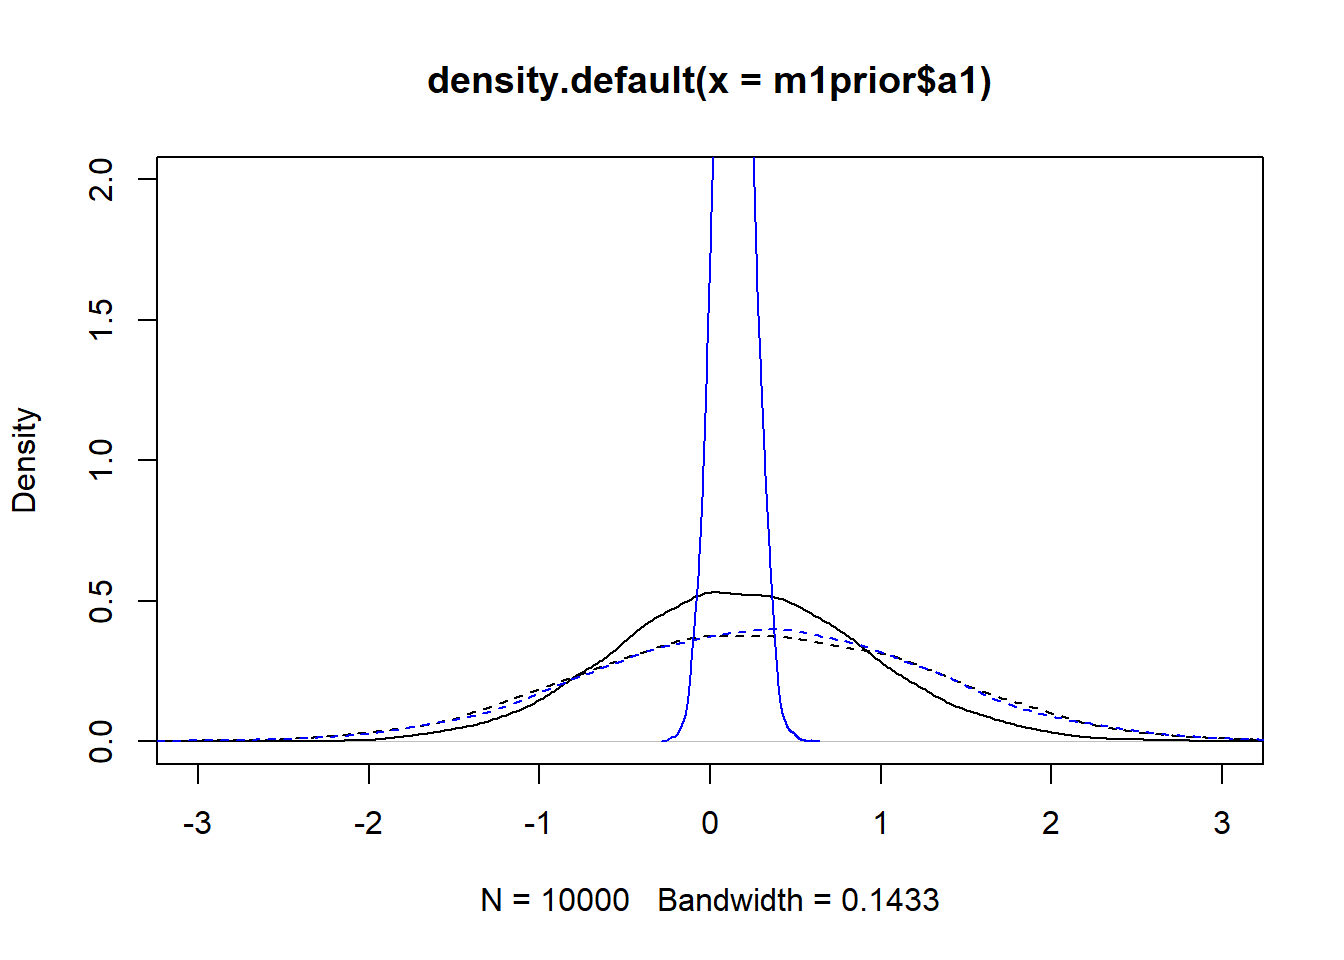 density.default(x = m1prior$a1)
Density
2.0
1.5
1.0
0.5
0.0
-3 -2 -1 0 1 2 3
N = 10000 Bandwidth = 0.1433